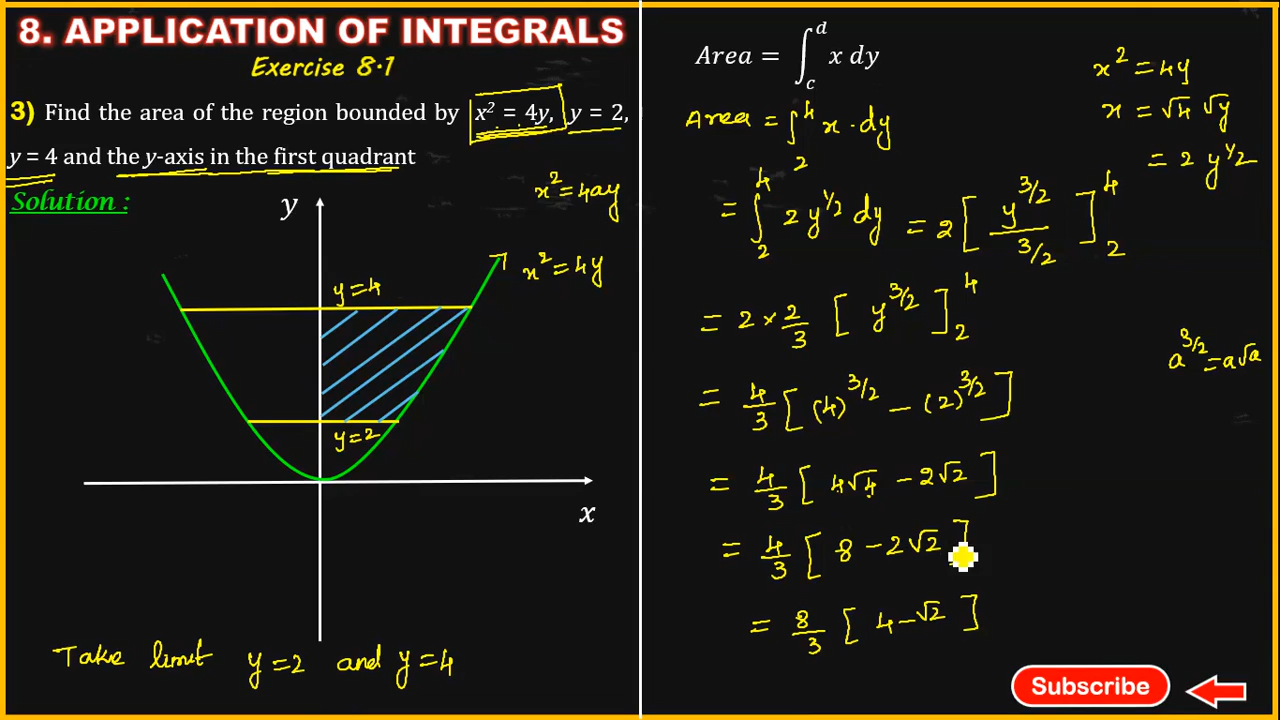 8. APPLICATION OF INTEGRALS
Exercise 8·1
3) Find the area of the region bounded by x² = 4y, y = 2,
y = 4 and the y-axis in the first quadrant
Solution :
x² = 4ay
y
x² = 4y
y = 4
y = 2
x
Take limit y = 2 and y = 4
Area = ∫_c^d x dy
Area = ∫_2^4 x · dy
= ∫_2^4 2 y^1/2 dy = 2 [ y^3/2 / 3/2 ]_2^4
= 2 × 2/3 [ y^3/2 ]_2^4
= 4/3 [ (4)^3/2 – (2)^3/2 ]
= 4/3 [ 4√4 – 2√2 ]
= 4/3 [ 8 – 2√2 ]
= 8/3 [ 4 – √2 ]
x² = 4y
x = √4 √y
= 2 y^1/2
a^3/2 = a√a
Subscribe